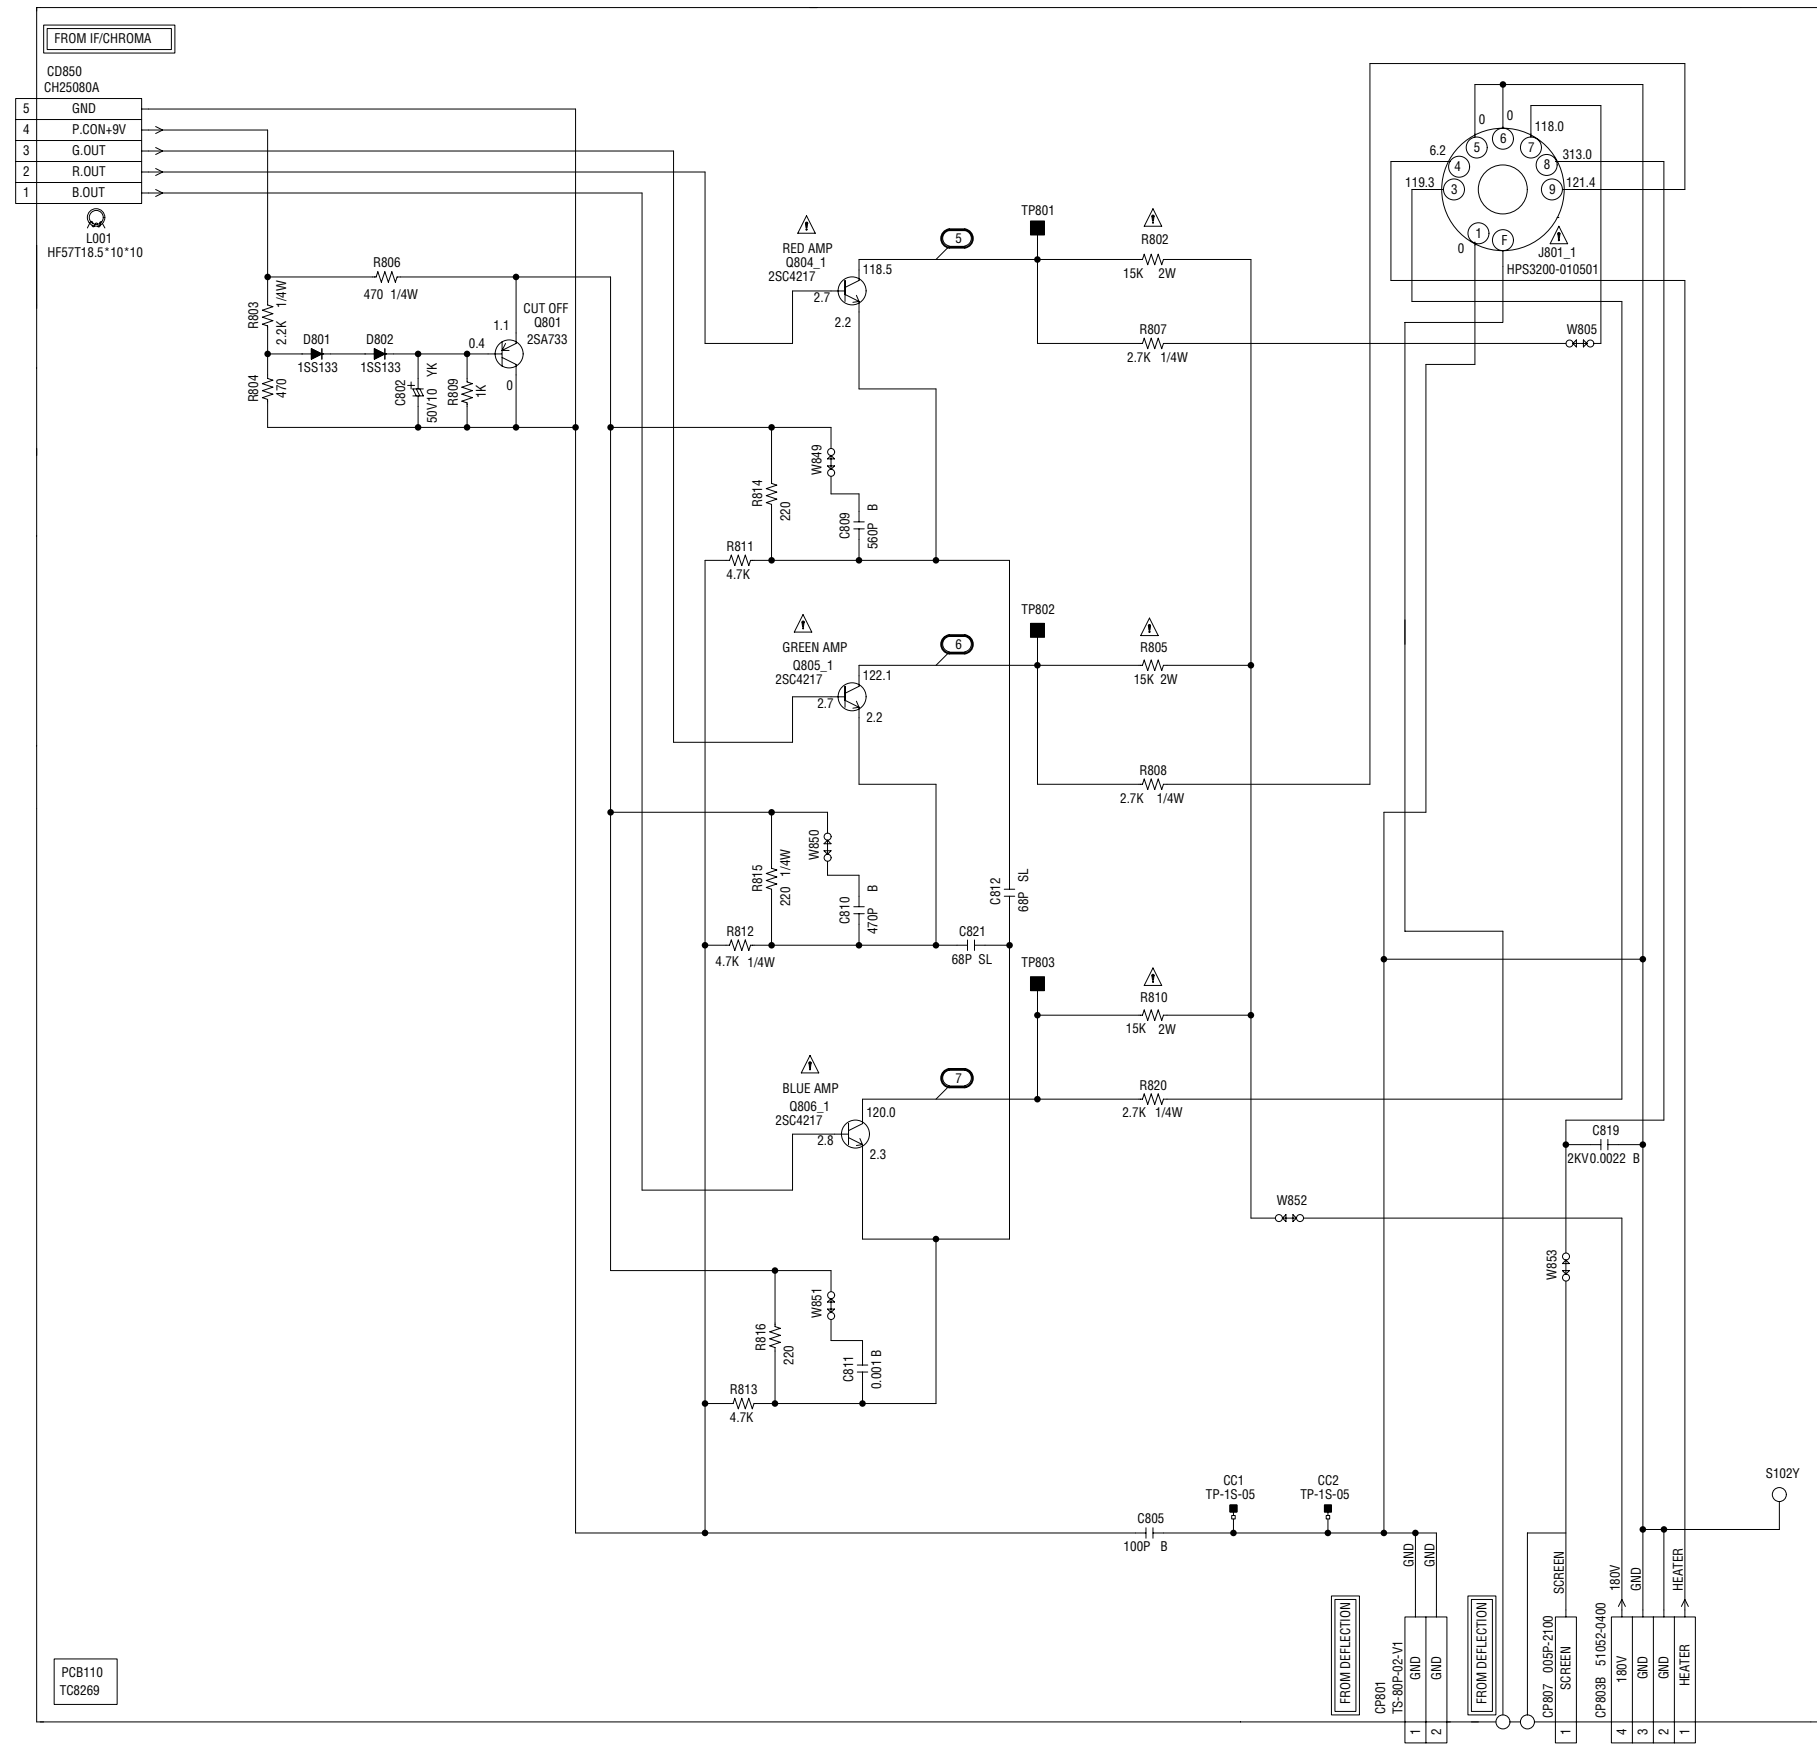 FROM IF/CHROMA
CD850
CH25080A
5 GND
4 P.CON+9V
3 G.OUT
2 R.OUT
1 B.OUT
L001
HF57T18.5*10*10
R806
470 1/4W
R803
2.2K 1/4W
R804
470
D801
1SS133
D802
1SS133
C802
+
50V10 YK
R809
1K
0.4
1.1
0
CUT OFF
Q801
2SA733
RED AMP
Q804_1
2SC4217
118.5
2.7
2.2
5
TP801
R802
15K 2W
R807
2.7K 1/4W
W805
0
0
118.0
6.2
313.0
119.3
121.4
0
5
6
7
4
8
3
9
1
F
J801_1
HPS3200-010501
W849
R814
220
C809
560P B
R811
4.7K
GREEN AMP
Q805_1
2SC4217
122.1
2.7
2.2
6
TP802
R805
15K 2W
R808
2.7K 1/4W
W850
R815
220 1/4W
C810
470P B
C812
68P SL
R812
4.7K 1/4W
C821
68P SL
TP803
R810
15K 2W
BLUE AMP
Q806_1
2SC4217
120.0
2.8
2.3
7
R820
2.7K 1/4W
C819
2KV0.0022 B
W852
W853
W851
R816
220
C811
0.001 B
R813
4.7K
C805
100P B
CC1
TP-1S-05
CC2
TP-1S-05
S102Y
GND
GND
SCREEN
180V
GND
HEATER
FROM DEFLECTION
CP801
TS-80P-02-V1
1 GND
2 GND
FROM DEFLECTION
CP807 005P-2100
1 SCREEN
CP803B 51052-0400
4 180V
3 GND
2 GND
1 HEATER
PCB110
TC8269